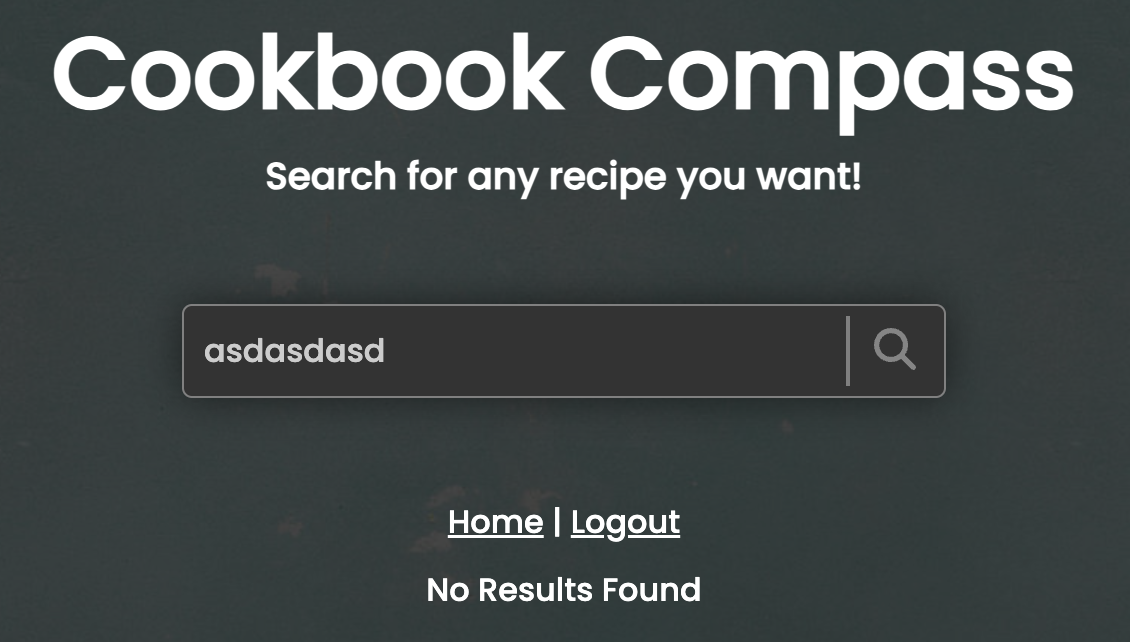 Cookbook Compass
Search for any recipe you want!
asdasdasd
Home | Logout
No Results Found